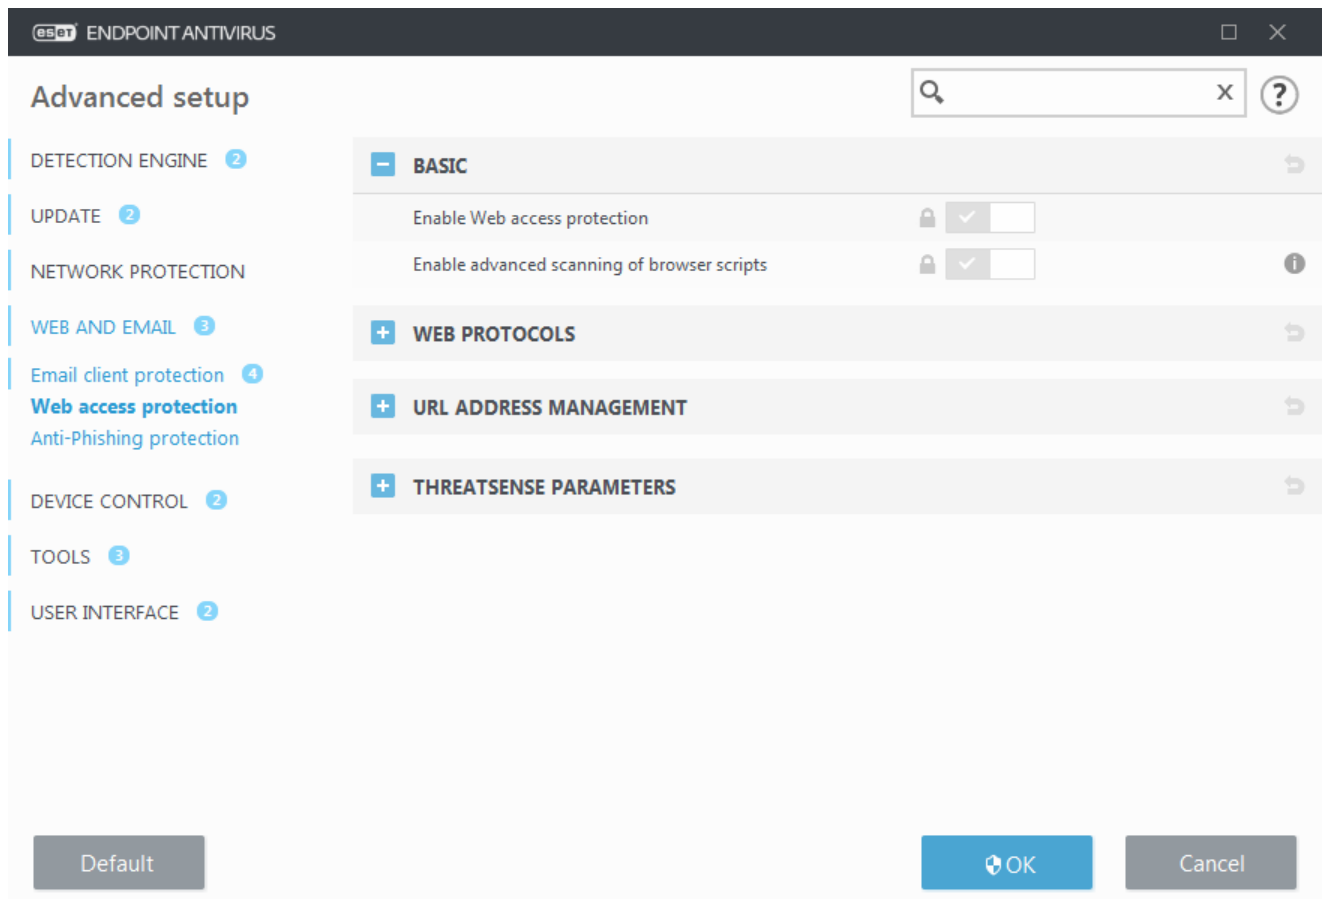 eset ENDPOINT ANTIVIRUS
Advanced setup
x
?
DETECTION ENGINE 2
UPDATE 2
NETWORK PROTECTION
WEB AND EMAIL 3
Email client protection 4
Web access protection
Anti-Phishing protection
DEVICE CONTROL 2
TOOLS 3
USER INTERFACE 2
BASIC
Enable Web access protection
Enable advanced scanning of browser scripts
i
WEB PROTOCOLS
URL ADDRESS MANAGEMENT
THREATSENSE PARAMETERS
Default
OK
Cancel